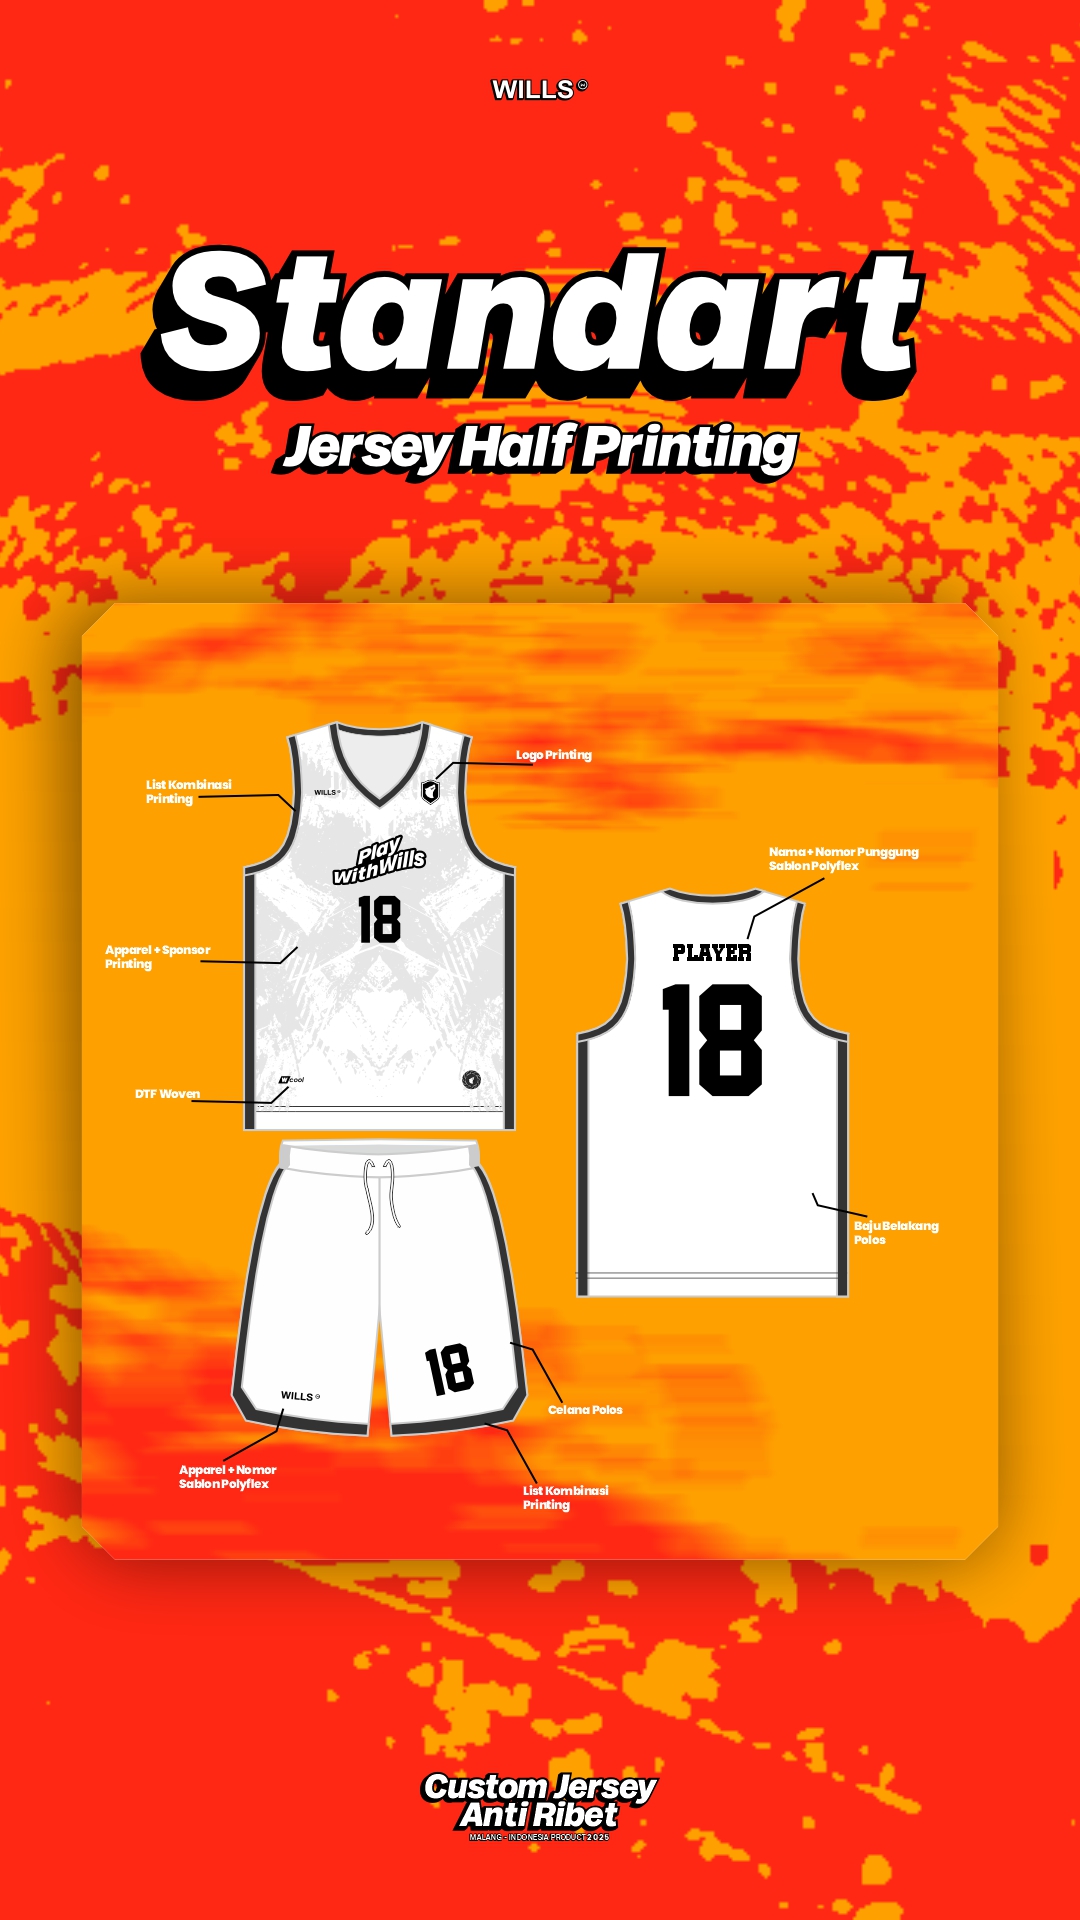 WILLS
Standart
Jersey Half Printing
Logo Printing
List Kombinasi
Printing
WILLS
Play
withWills
18
Nama + Nomor Punggung
Sablon Polyflex
PLAYER
18
Apparel + Sponsor
Printing
W cool
DTF Woven
Baju Belakang
Polos
18
WILLS
Celana Polos
Apparel + Nomor
Sablon Polyflex
List Kombinasi
Printing
Custom Jersey
Anti Ribet
MALANG - INDONESIA PRODUCT 2025